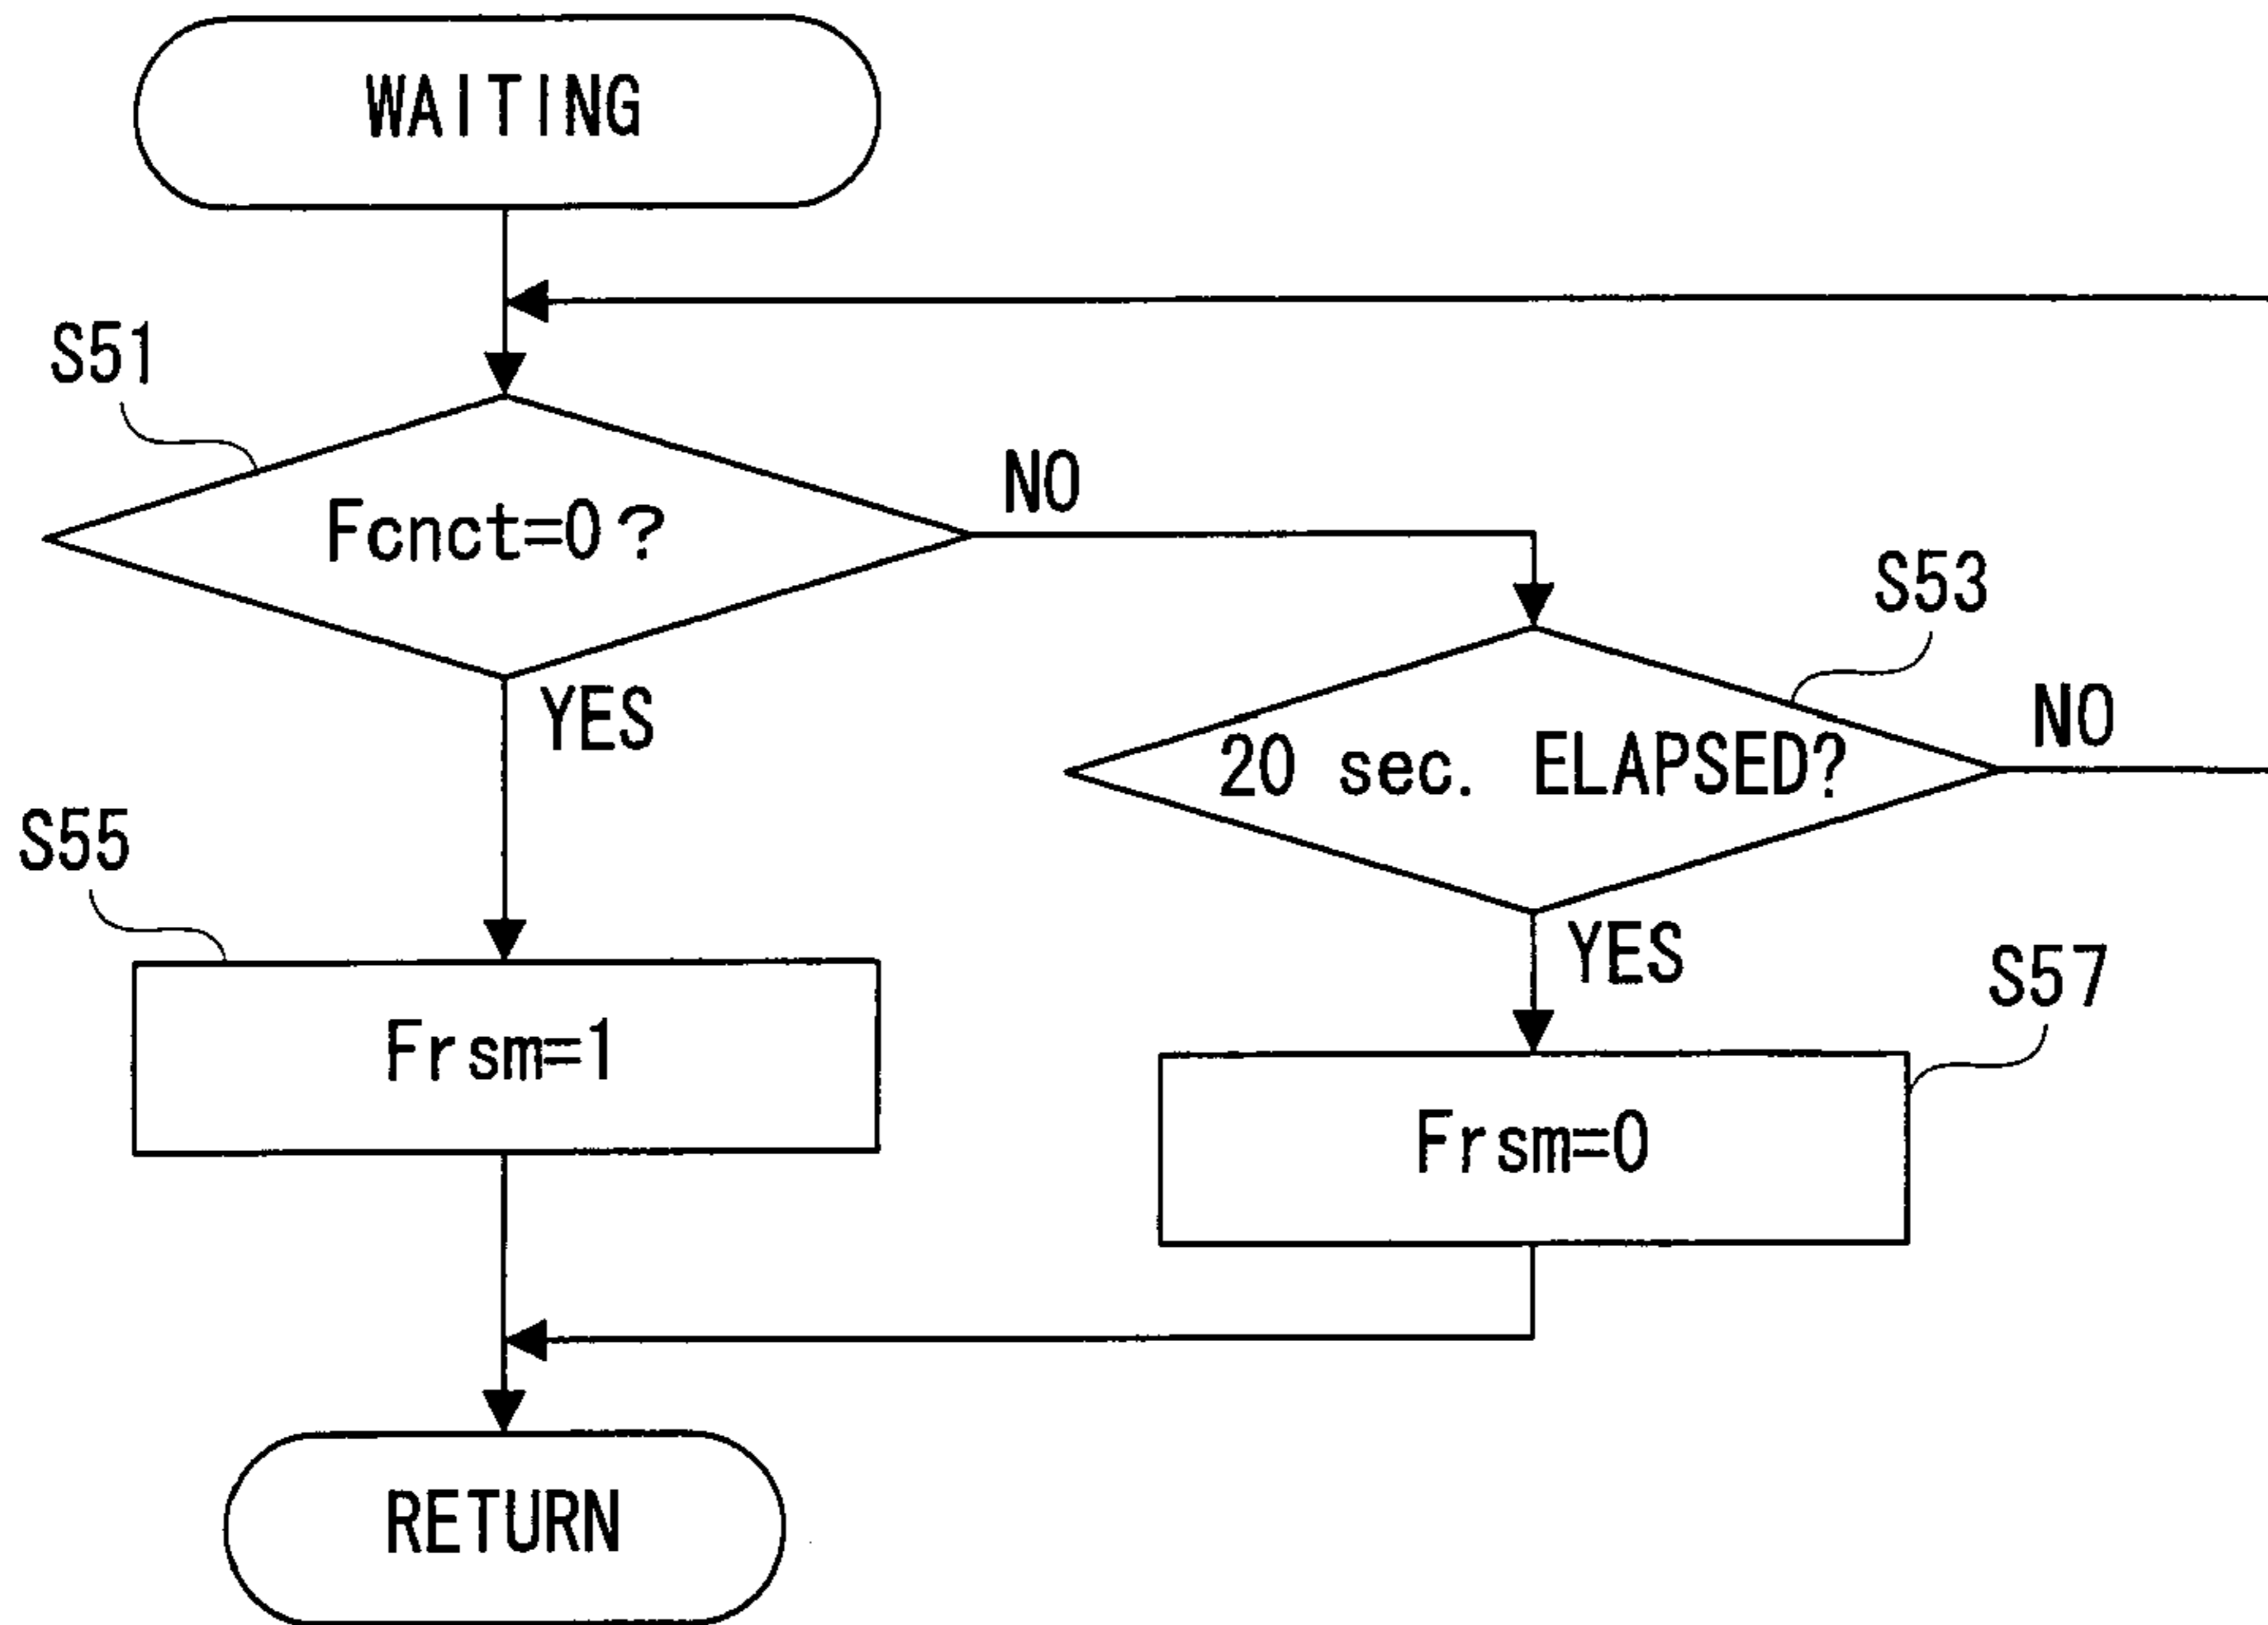 WAITING
S51
Fcnct=0?
NO
S53
YES
20 sec. ELAPSED?
NO
S55
YES
S57
Frsm=1
Frsm=0
RETURN